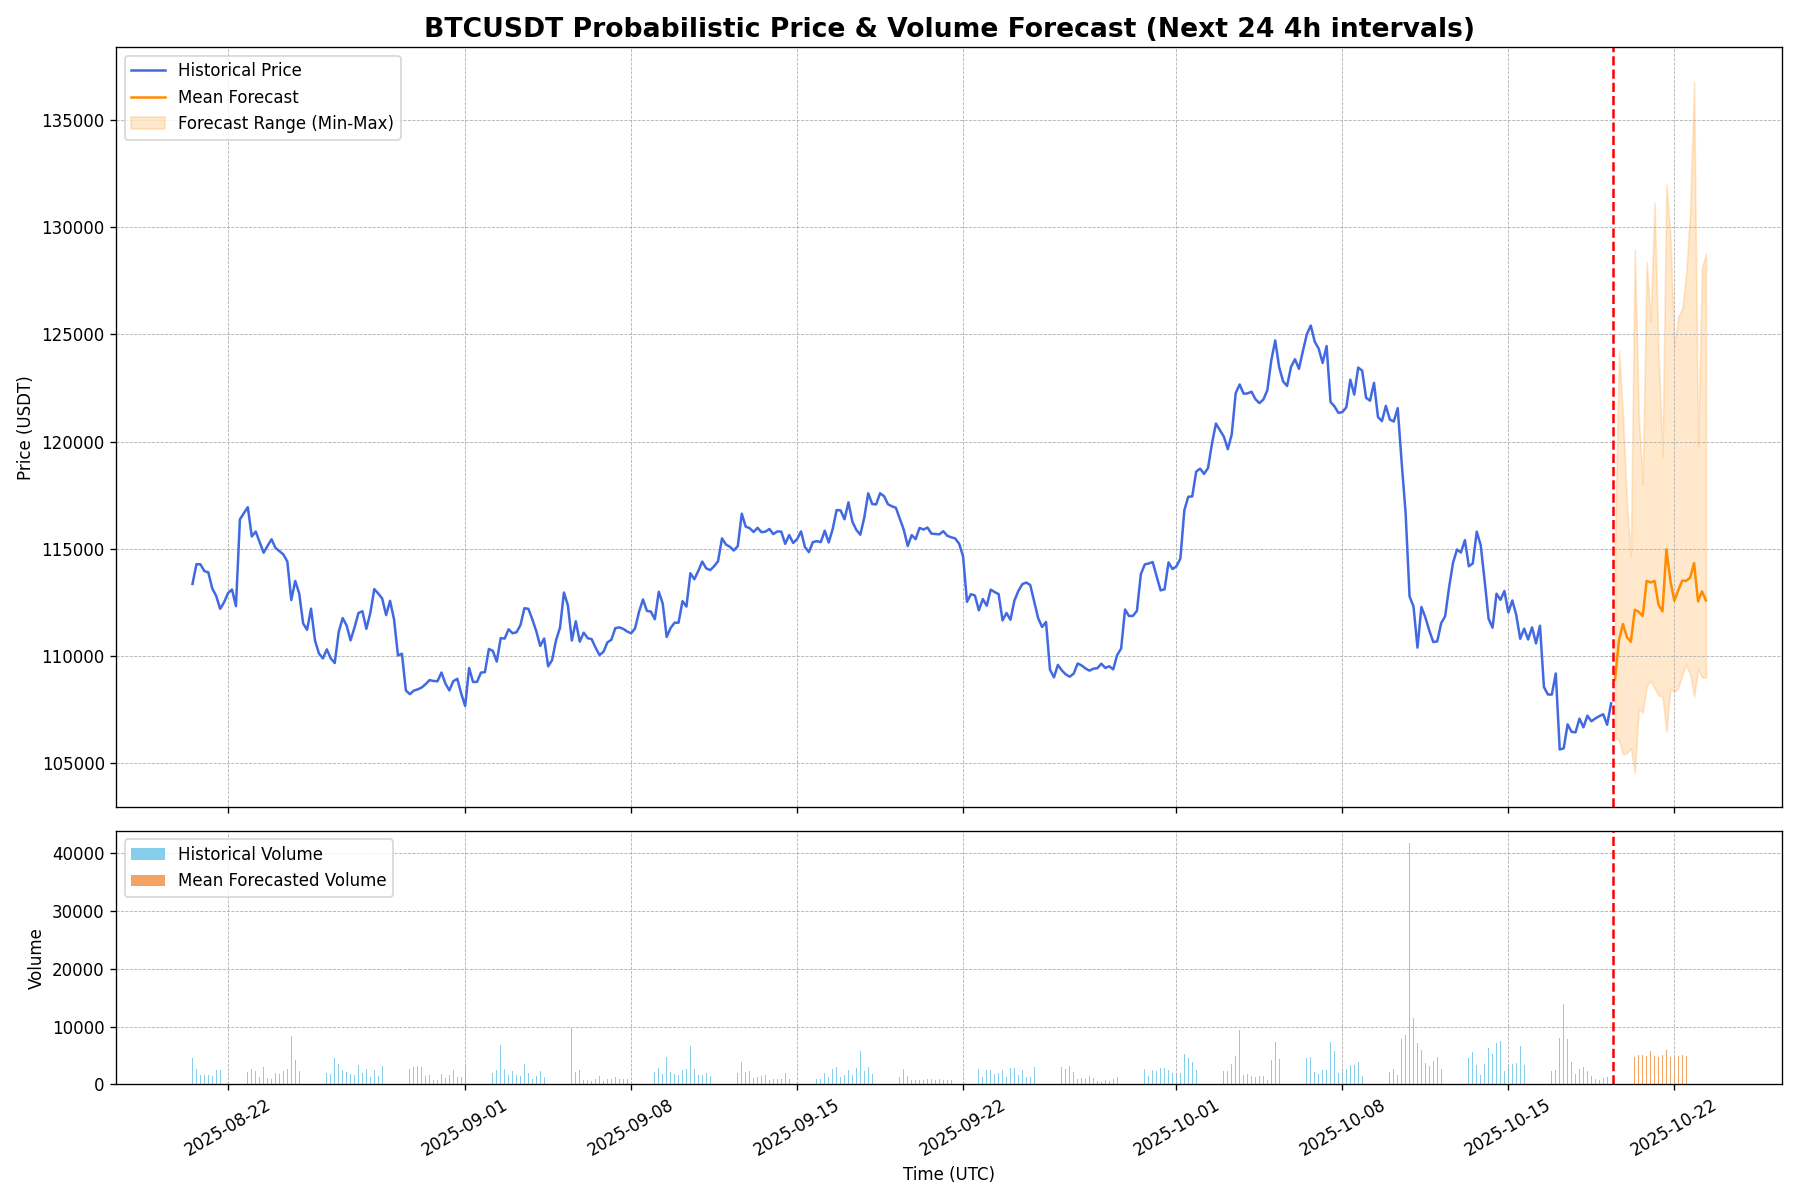 BTCUSDT Probabilistic Price & Volume Forecast (Next 24 4h intervals)
Historical Price
Mean Forecast
Forecast Range (Min-Max)
135000
130000
125000
120000
115000
110000
105000
Price (USDT)
Historical Volume
Mean Forecasted Volume
40000
30000
20000
10000
0
Volume
2025-08-22
2025-09-01
2025-09-08
2025-09-15
2025-09-22
2025-10-01
2025-10-08
2025-10-15
2025-10-22
Time (UTC)